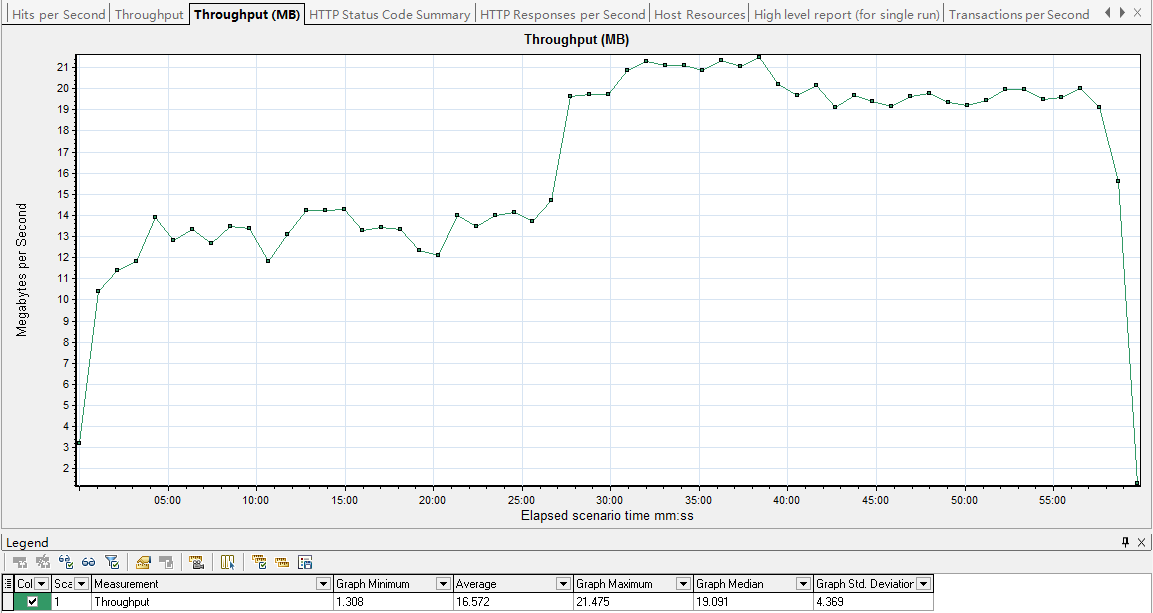 Hits per Second Throughput Throughput (MB) HTTP Status Code Summary HTTP Responses per Second Host Resources High level report (for single run) Transactions per Second
Throughput (MB)
21
20
19
18
17
16
15
14
13
12
11
10
9
8
7
6
5
4
3
2
Megabytes per Second
05:00 10:00 15:00 20:00 25:00 30:00 35:00 40:00 45:00 50:00 55:00
Elapsed scenario time mm:ss
Legend
Col Sca Measurement Graph Minimum Average Graph Maximum Graph Median Graph Std. Deviation
1 Throughput 1.308 16.572 21.475 19.091 4.369